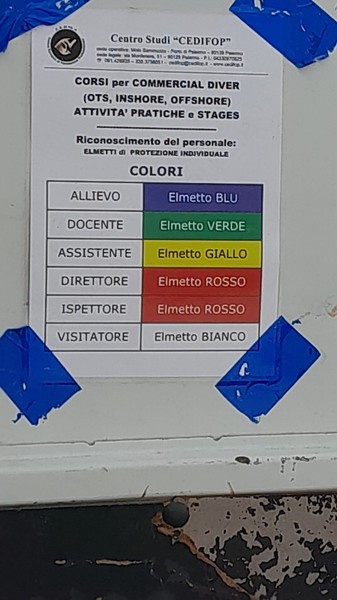 Centro Studi "CEDIFOP"
CORSI per COMMERCIAL DIVER
(OTS, INSHORE, OFFSHORE)
ATTIVITA' PRATICHE e STAGES
Riconoscimento del personale:
ELMETTI di PROTEZIONE INDIVIDUALE
COLORI
ALLIEVO Elmetto BLU
DOCENTE Elmetto VERDE
ASSISTENTE Elmetto GIALLO
DIRETTORE Elmetto ROSSO
ISPETTORE Elmetto ROSSO
VISITATORE Elmetto BIANCO